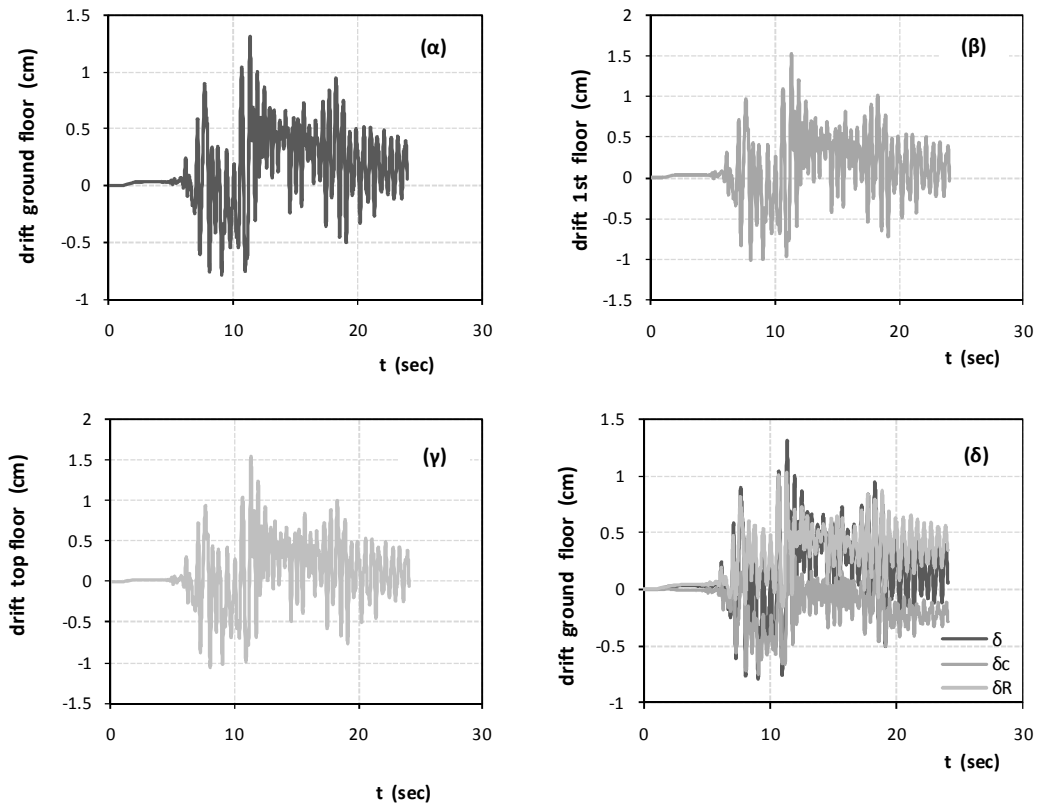 drift ground floor (cm)
1.5
1
0.5
0
-0.5
-1
(α)
0 10 20 30
t (sec)
drift 1st floor (cm)
2
1.5
1
0.5
0
-0.5
-1
-1.5
(β)
0 10 20 30
t (sec)
drift top floor (cm)
2
1.5
1
0.5
0
-0.5
-1
-1.5
(γ)
0 10 20 30
t (sec)
drift ground floor (cm)
1.5
1
0.5
0
-0.5
-1
(δ)
δ
δc
δR
0 10 20 30
t (sec)